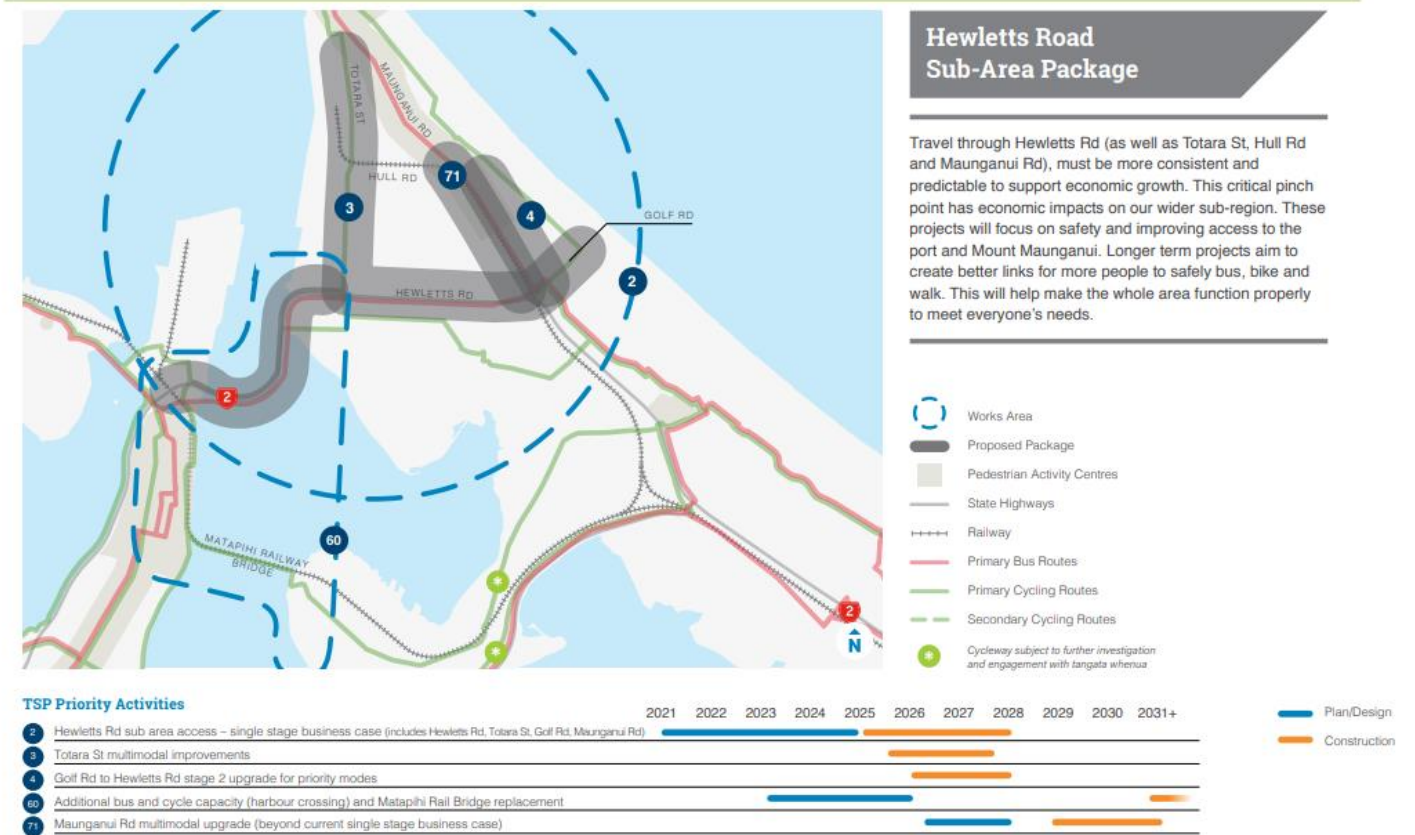 Hewletts Road
Sub-Area Package
Travel through Hewletts Rd (as well as Totara St, Hull Rd
and Maunganui Rd), must be more consistent and
predictable to support economic growth. This critical pinch
point has economic impacts on our wider sub-region. These
projects will focus on safety and improving access to the
port and Mount Maunganui. Longer term projects aim to
create better links for more people to safely bus, bike and
walk. This will help make the whole area function properly
to meet everyone's needs.
TOTARA ST
MAUNGANUI RD
HULL RD
71
3
4
GOLF RD
2
HEWLETTS RD
2
60
MATAPIHI RAILWAY
BRIDGE
*
*
2
N
Works Area
Proposed Package
Pedestrian Activity Centres
State Highways
Railway
Primary Bus Routes
Primary Cycling Routes
Secondary Cycling Routes
* Cycleway subject to further investigation
and engagement with tangata whenua
TSP Priority Activities
2021 2022 2023 2024 2025 2026 2027 2028 2029 2030 2031+
2 Hewletts Rd sub area access – single stage business case (includes Hewletts Rd, Totara St, Golf Rd, Maunganui Rd)
3 Totara St multimodal improvements
4 Golf Rd to Hewletts Rd stage 2 upgrade for priority modes
60 Additional bus and cycle capacity (harbour crossing) and Matapihi Rail Bridge replacement
71 Maunganui Rd multimodal upgrade (beyond current single stage business case)
Plan/Design
Construction